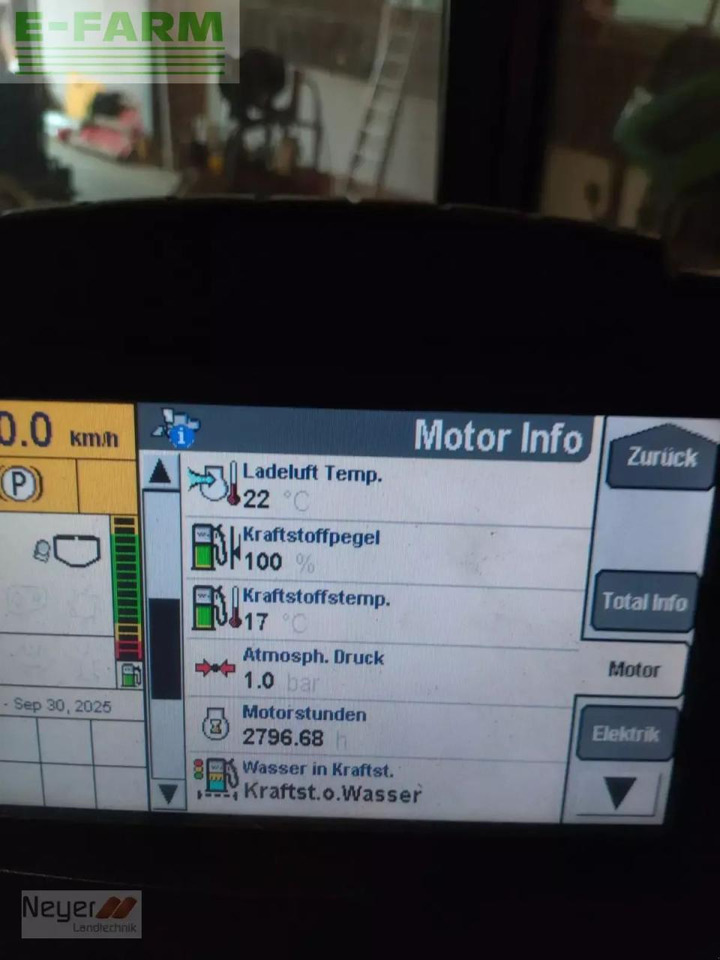 E-FARM
0.0 km/h
P
- Sep 30, 2025
Motor Info
Ladeluft Temp.
22 °C
Kraftstoffpegel
100 %
Kraftstoffstemp.
17 °C
Atmosph. Druck
1.0 bar
Motorstunden
2796.68 h
Wasser in Kraftst.
Kraftst.o.Wasser
Zurück
Total Info
Motor
Elektrik
Neyer
Landtechnik